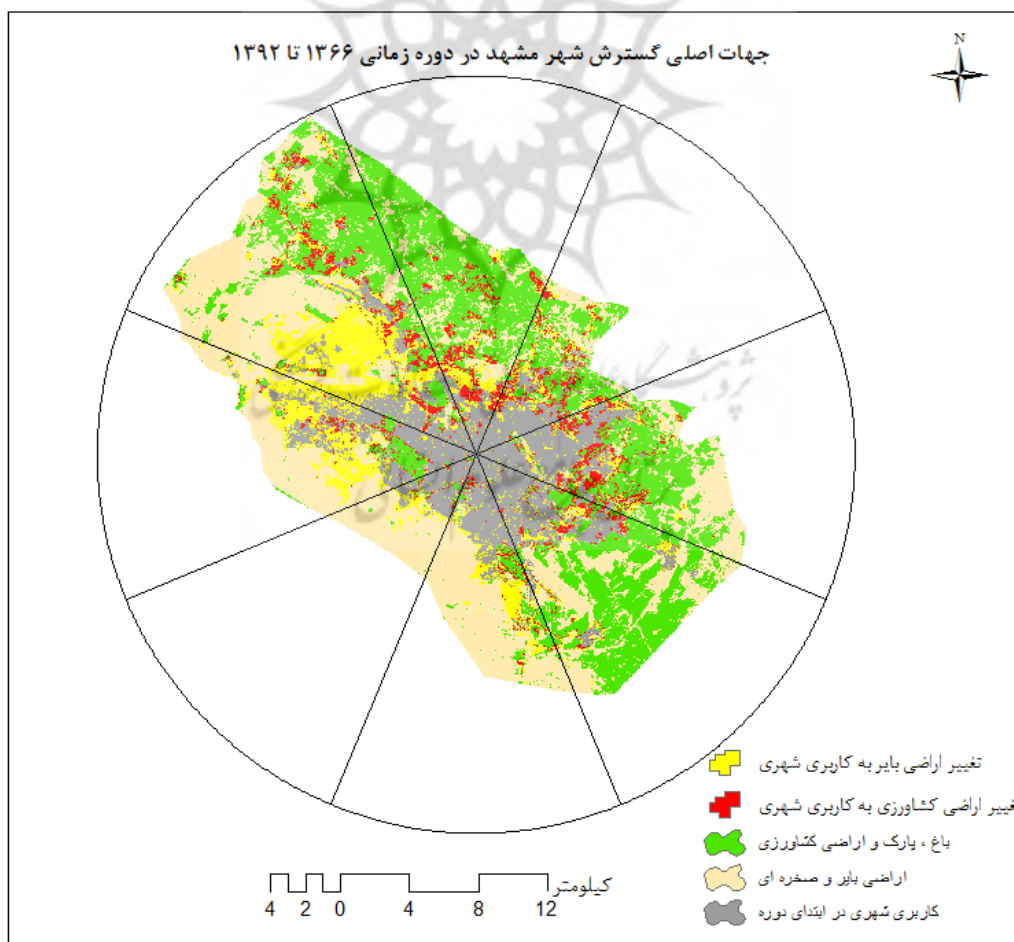 جهات اصلی گسترش شهر مشهد در دوره زمانی ۱۳۶۶ تا ۱۳۹۲
N
تغییر اراضی بایر به کاربری شهری
غییر اراضی کشاورزی به کاربری شهری
باغ ، پارک و اراضی کشاورزی
اراضی بایر و صخره ای
کاربری شهری در ابتدای دوره
کیلومتر
4 2 0 4 8 12